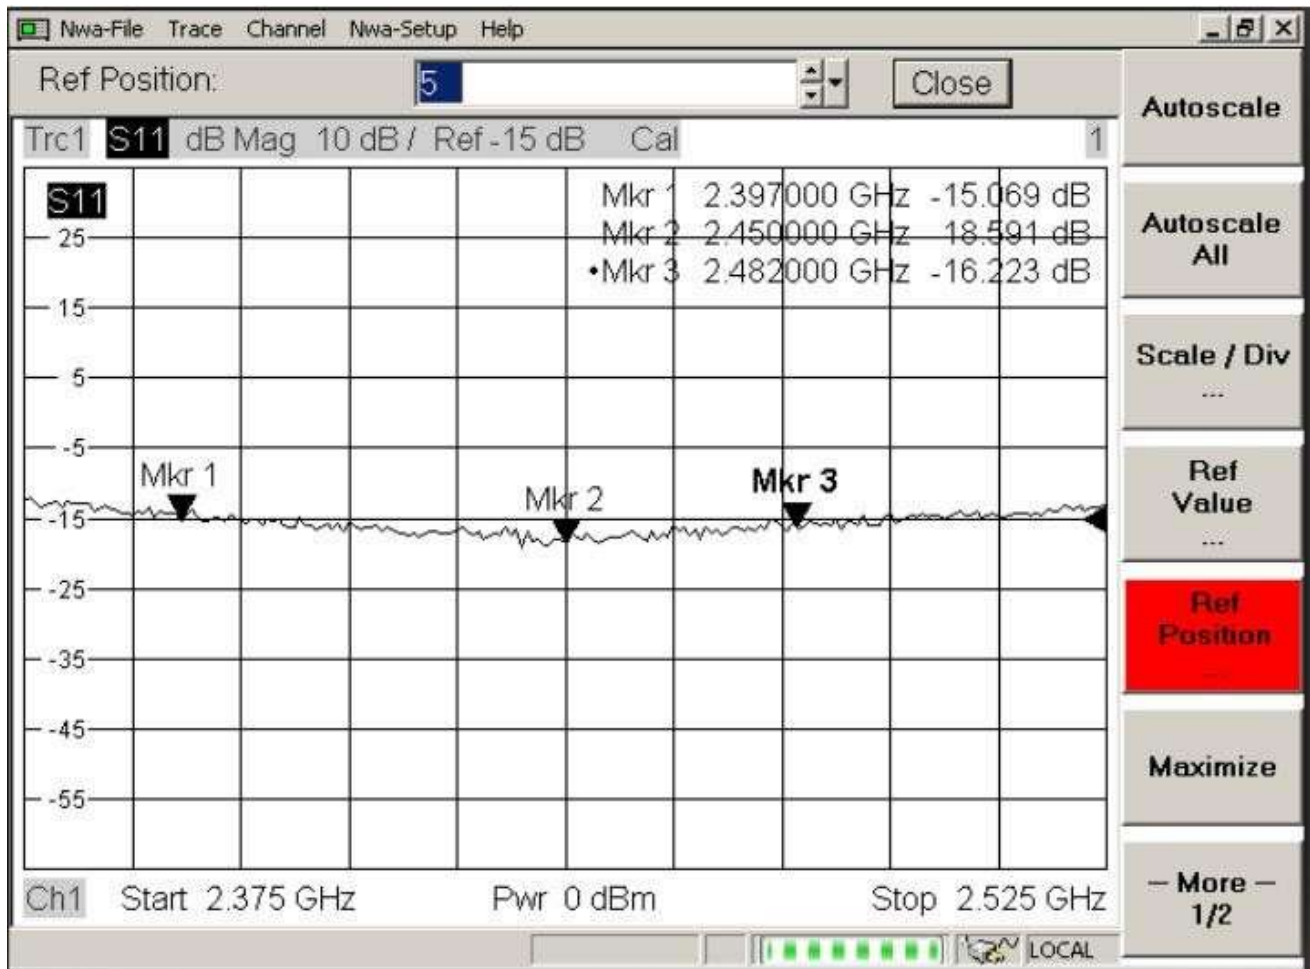 Nwa-File Trace Channel Nwa-Setup Help
Ref Position: 5 Close
Trc1 S11 dB Mag 10 dB / Ref -15 dB Cal 1
S11
Mkr 1 2.397000 GHz -15.069 dB
Mkr 2 2.450000 GHz -18.591 dB
•Mkr 3 2.482000 GHz -16.223 dB
25
15
5
-5
-15
-25
-35
-45
-55
Mkr 1
Mkr 2
Mkr 3
Ch1 Start 2.375 GHz Pwr 0 dBm Stop 2.525 GHz
LOCAL
Autoscale
Autoscale
All
Scale / Div
...
Ref
Value
...
Ref
Position
...
Maximize
— More —
1/2